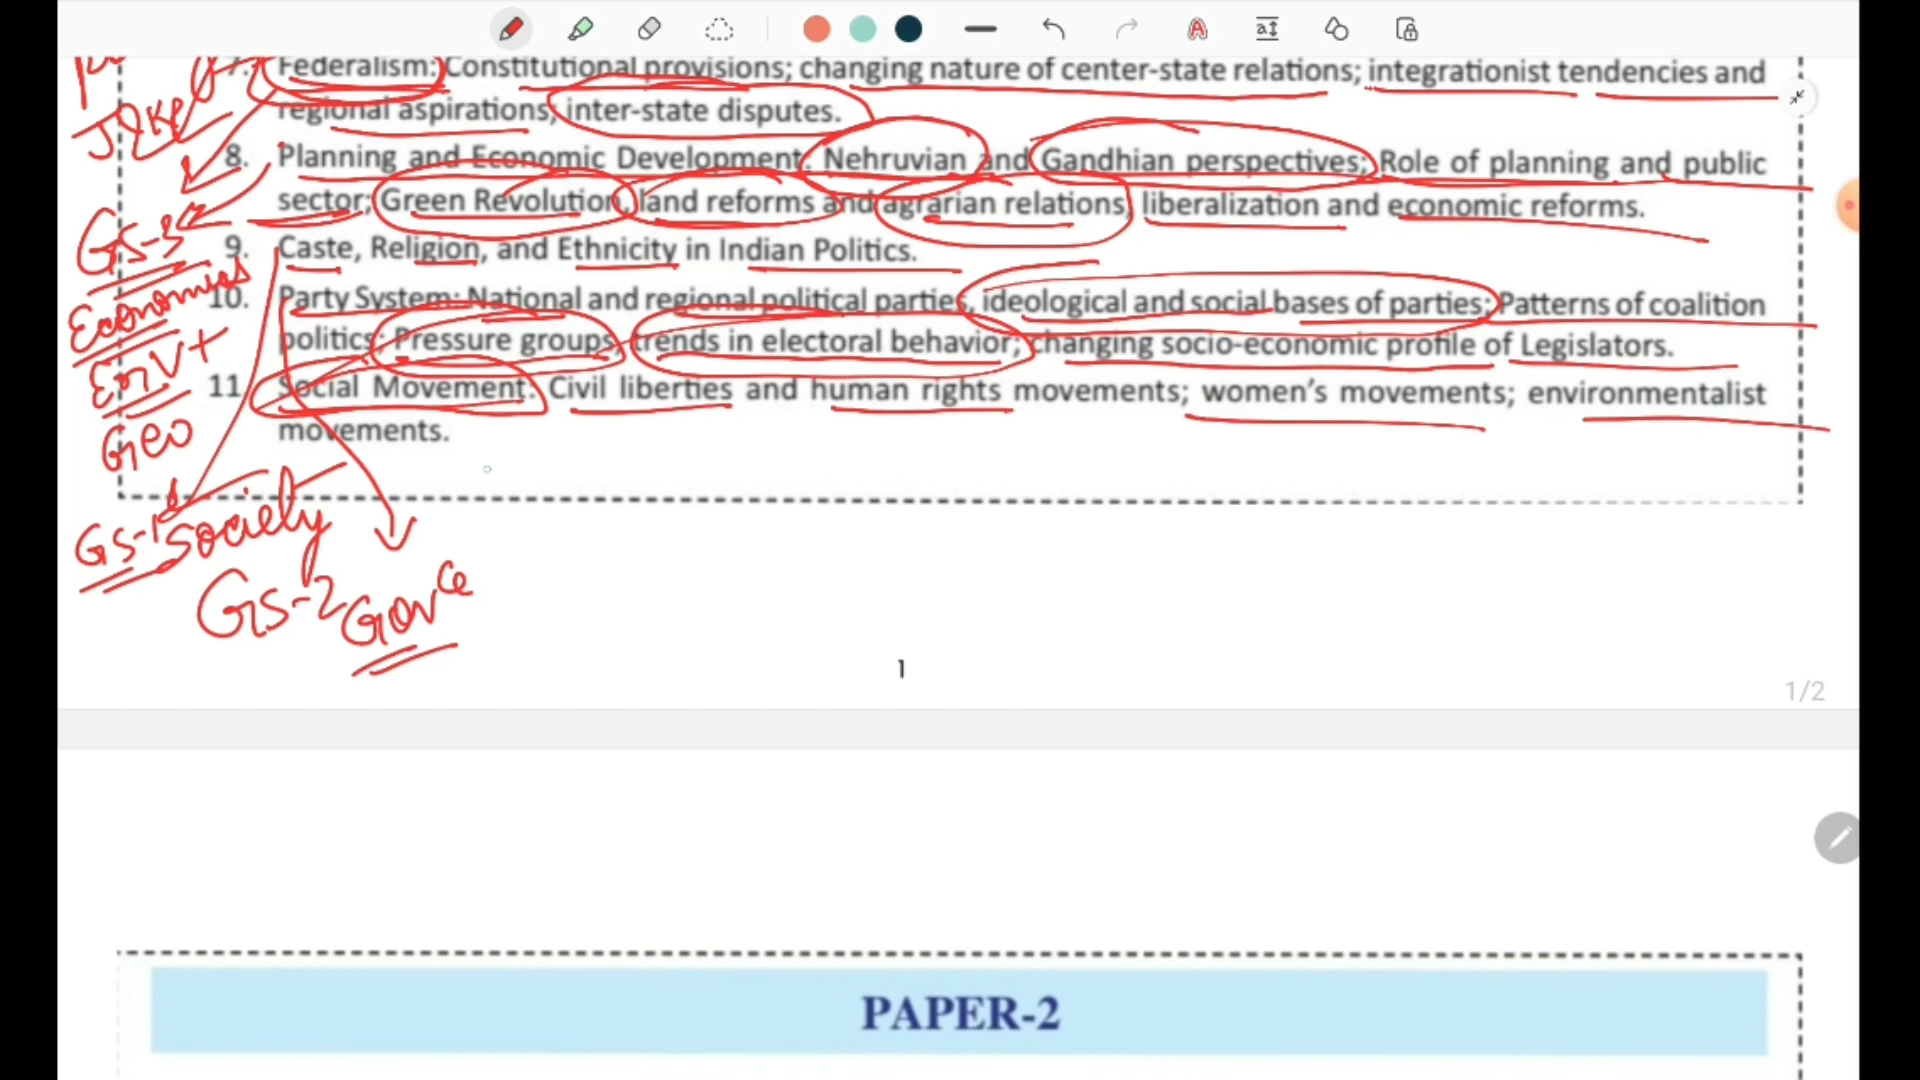 7. Federalism: Constitutional provisions; changing nature of center-state relations; integrationist tendencies and
regional aspirations, inter-state disputes.
J&K
8. Planning and Economic Development: Nehruvian and Gandhian perspectives; Role of planning and public
sector; Green Revolution, land reforms and agrarian relations, liberalization and economic reforms.
GS-3
9. Caste, Religion, and Ethnicity in Indian Politics.
Economics
10. Party System: National and regional political parties, ideological and social bases of parties; Patterns of coalition
politics; Pressure groups, trends in electoral behavior; changing socio-economic profile of Legislators.
Env+
11. Social Movement: Civil liberties and human rights movements; women's movements; environmentalist
movements.
Geo
GS-1 Society
GS-2 Govce
1
1/2
PAPER-2